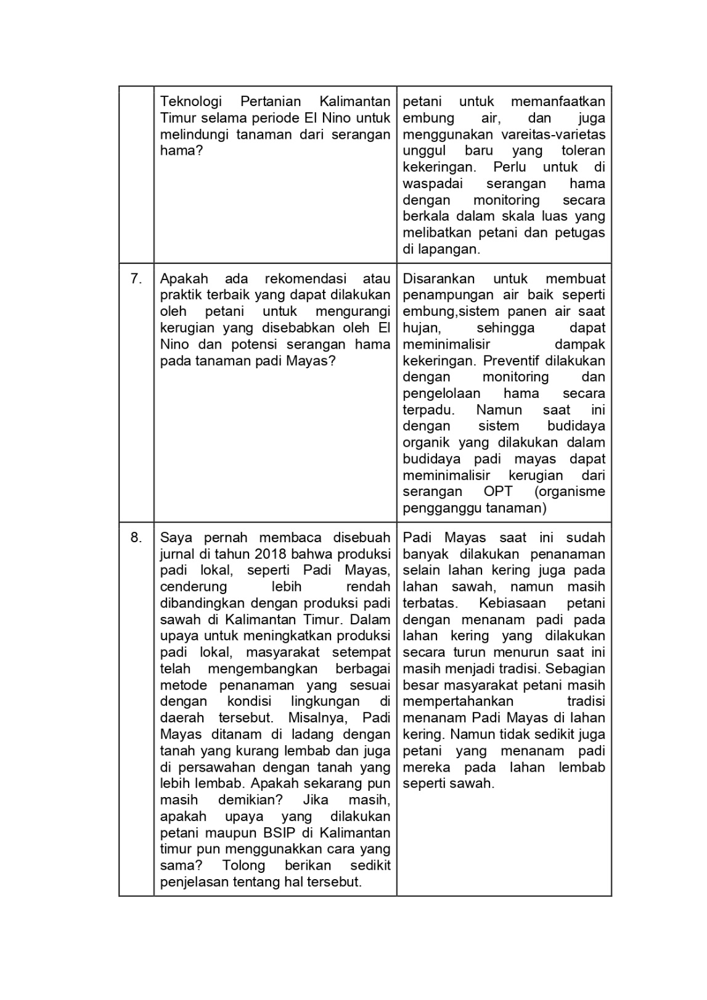 Teknologi Pertanian Kalimantan
Timur selama periode El Nino untuk
melindungi tanaman dari serangan
hama?
petani untuk memanfaatkan
embung air, dan juga
menggunakan vareitas-varietas
unggul baru yang toleran
kekeringan. Perlu untuk di
waspadai serangan hama
dengan monitoring secara
berkala dalam skala luas yang
melibatkan petani dan petugas
di lapangan.
7.
Apakah ada rekomendasi atau
praktik terbaik yang dapat dilakukan
oleh petani untuk mengurangi
kerugian yang disebabkan oleh El
Nino dan potensi serangan hama
pada tanaman padi Mayas?
Disarankan untuk membuat
penampungan air baik seperti
embung,sistem panen air saat
hujan, sehingga dapat
meminimalisir dampak
kekeringan. Preventif dilakukan
dengan monitoring dan
pengelolaan hama secara
terpadu. Namun saat ini
dengan sistem budidaya
organik yang dilakukan dalam
budidaya padi mayas dapat
meminimalisir kerugian dari
serangan OPT (organisme
pengganggu tanaman)
8.
Saya pernah membaca disebuah
jurnal di tahun 2018 bahwa produksi
padi lokal, seperti Padi Mayas,
cenderung lebih rendah
dibandingkan dengan produksi padi
sawah di Kalimantan Timur. Dalam
upaya untuk meningkatkan produksi
padi lokal, masyarakat setempat
telah mengembangkan berbagai
metode penanaman yang sesuai
dengan kondisi lingkungan di
daerah tersebut. Misalnya, Padi
Mayas ditanam di ladang dengan
tanah yang kurang lembab dan juga
di persawahan dengan tanah yang
lebih lembab. Apakah sekarang pun
masih demikian? Jika masih,
apakah upaya yang dilakukan
petani maupun BSIP di Kalimantan
timur pun menggunakkan cara yang
sama? Tolong berikan sedikit
penjelasan tentang hal tersebut.
Padi Mayas saat ini sudah
banyak dilakukan penanaman
selain lahan kering juga pada
lahan sawah, namun masih
terbatas. Kebiasaan petani
dengan menanam padi pada
lahan kering yang dilakukan
secara turun menurun saat ini
masih menjadi tradisi. Sebagian
besar masyarakat petani masih
mempertahankan tradisi
menanam Padi Mayas di lahan
kering. Namun tidak sedikit juga
petani yang menanam padi
mereka pada lahan lembab
seperti sawah.